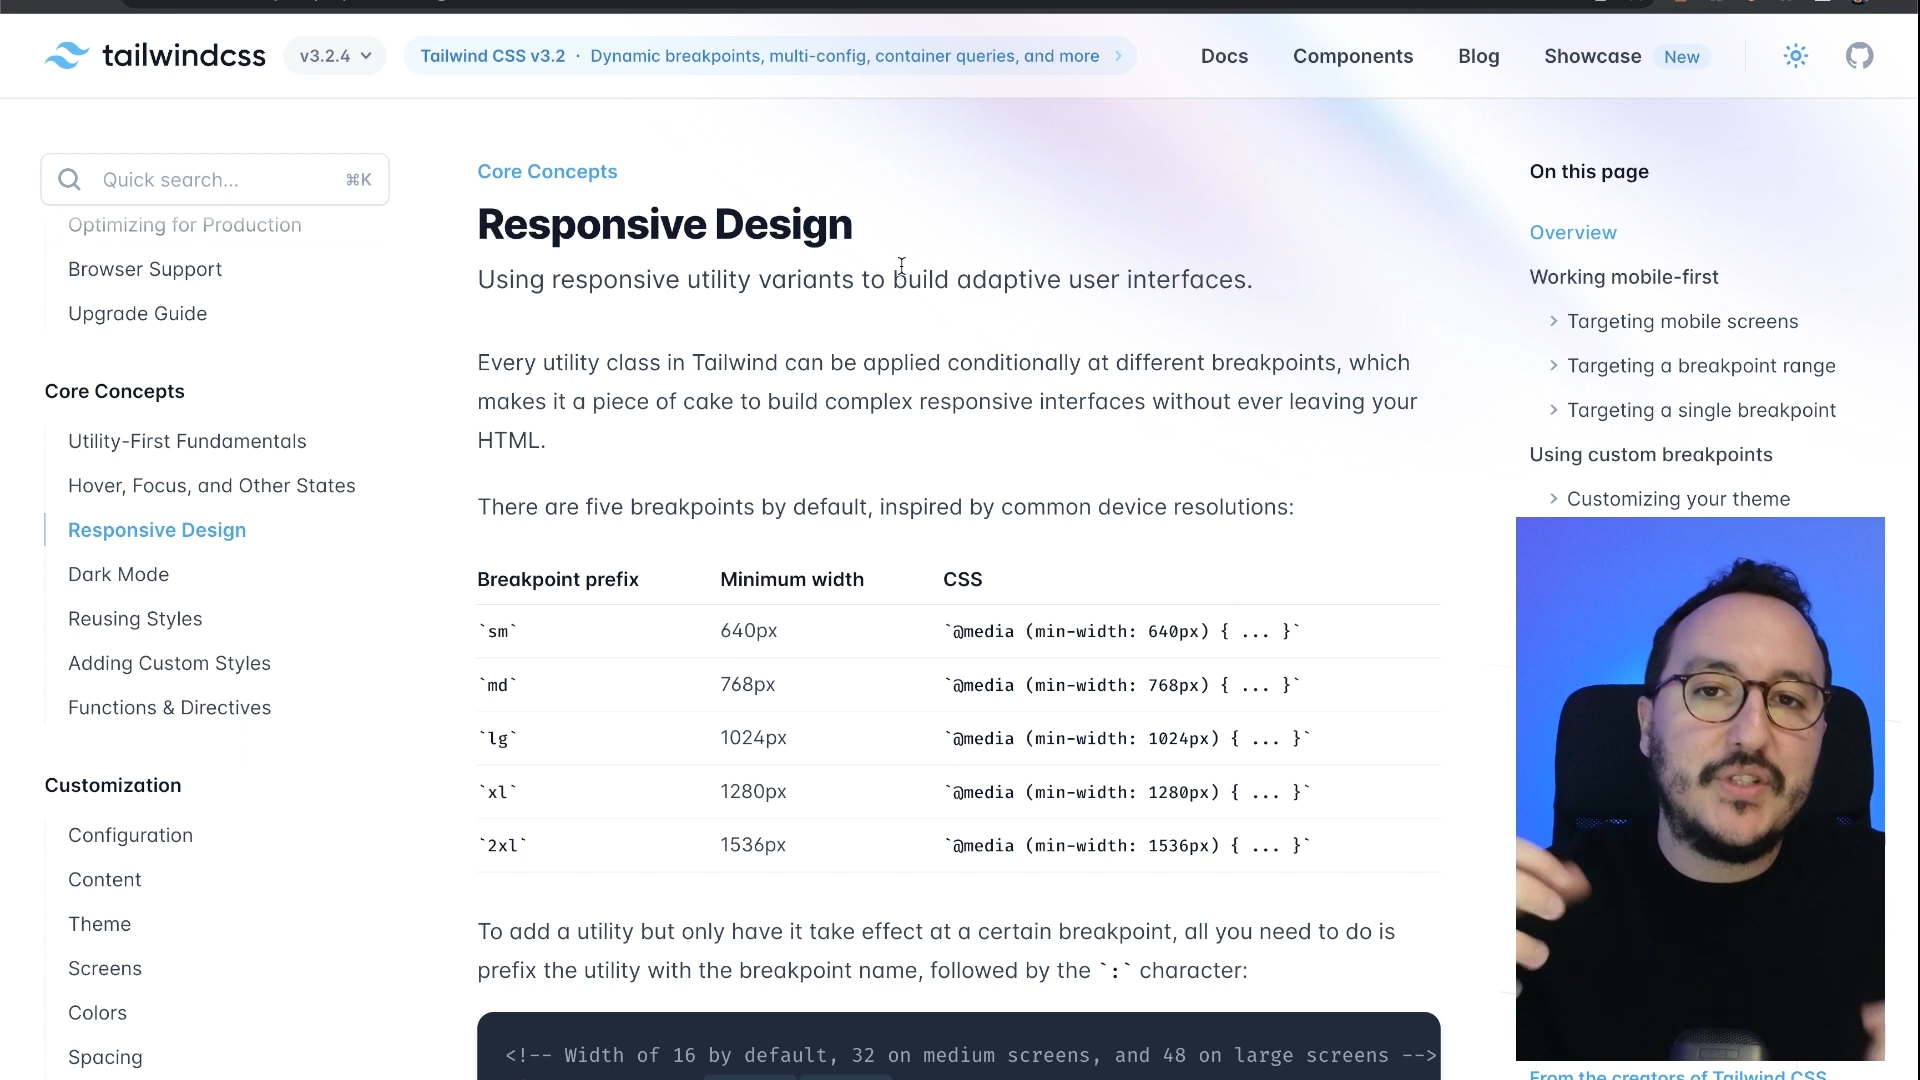 tailwindcss
v3.2.4
Tailwind CSS v3.2 · Dynamic breakpoints, multi-config, container queries, and more
Docs
Components
Blog
Showcase
New
Quick search...
⌘K
Optimizing for Production
Browser Support
Upgrade Guide
Core Concepts
Utility-First Fundamentals
Hover, Focus, and Other States
Responsive Design
Dark Mode
Reusing Styles
Adding Custom Styles
Functions & Directives
Customization
Configuration
Content
Theme
Screens
Colors
Spacing
Core Concepts
Responsive Design
Using responsive utility variants to build adaptive user interfaces.
Every utility class in Tailwind can be applied conditionally at different breakpoints, which
makes it a piece of cake to build complex responsive interfaces without ever leaving your
HTML.
There are five breakpoints by default, inspired by common device resolutions:
Breakpoint prefix Minimum width CSS
`sm` 640px `@media (min-width: 640px) { ... }`
`md` 768px `@media (min-width: 768px) { ... }`
`lg` 1024px `@media (min-width: 1024px) { ... }`
`xl` 1280px `@media (min-width: 1280px) { ... }`
`2xl` 1536px `@media (min-width: 1536px) { ... }`
To add a utility but only have it take effect at a certain breakpoint, all you need to do is
prefix the utility with the breakpoint name, followed by the `:` character:
<!-- Width of 16 by default, 32 on medium screens, and 48 on large screens -->
On this page
Overview
Working mobile-first
Targeting mobile screens
Targeting a breakpoint range
Targeting a single breakpoint
Using custom breakpoints
Customizing your theme
From the creators of Tailwind CSS